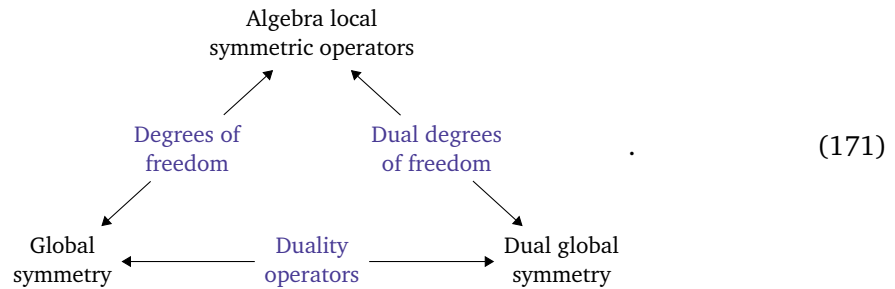 Algebra local
symmetric operators
Degrees of
freedom
Dual degrees
of freedom
. (171)
Global
symmetry
Duality
operators
Dual global
symmetry